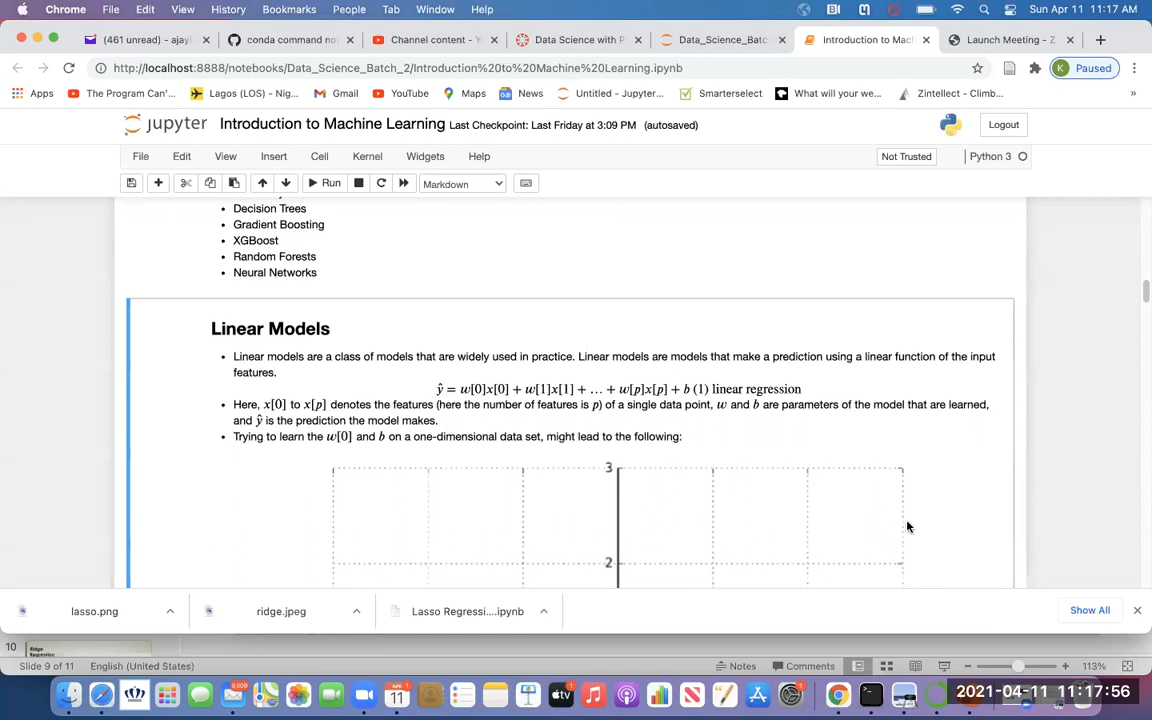 Chrome File Edit View History Bookmarks People Tab Window Help Sun Apr 11 11:17 AM
(461 unread) - ajayi conda command no Channel content - Y Data Science with P Data_Science_Batc Introduction to Mach Launch Meeting - Z
http://localhost:8888/notebooks/Data_Science_Batch_2/Introduction%20to%20Machine%20Learning.ipynb K Paused
Apps The Program Can'... Lagos (LOS) - Nig... Gmail YouTube Maps News Untitled - Jupyter... Smarterselect What will your we... Zintellect - Climb... »
jupyter Introduction to Machine Learning Last Checkpoint: Last Friday at 3:09 PM (autosaved) Logout
File Edit View Insert Cell Kernel Widgets Help Not Trusted Python 3
Run Markdown
• Decision Trees
• Gradient Boosting
• XGBoost
• Random Forests
• Neural Networks
Linear Models
• Linear models are a class of models that are widely used in practice. Linear models are models that make a prediction using a linear function of the input
features.
ŷ = w[0]x[0] + w[1]x[1] + … + w[p]x[p] + b (1) linear regression
• Here, x[0] to x[p] denotes the features (here the number of features is p) of a single data point, w and b are parameters of the model that are learned,
and ŷ is the prediction the model makes.
• Trying to learn the w[0] and b on a one-dimensional data set, might lead to the following:
3
2
lasso.png ridge.jpeg Lasso Regressi....ipynb Show All
10 Ridge
Regression
Slide 9 of 11 English (United States) Notes Comments 113%
8,509 APR 11 tv 1 1
2021-04-11 11:17:56